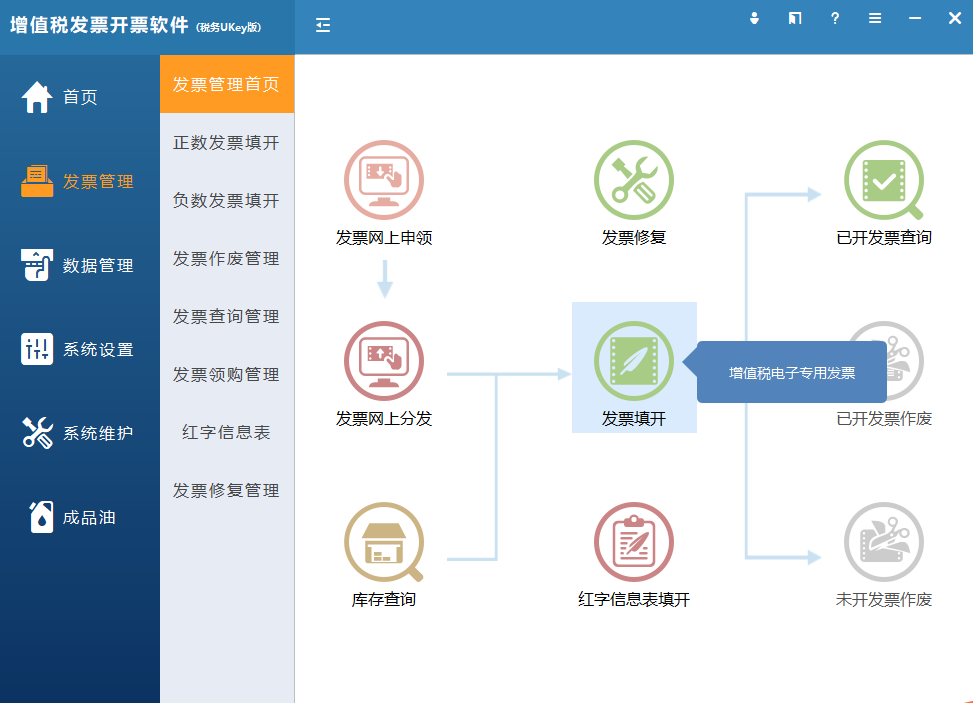 增值税发票开票软件 (税务UKey版)
首页
发票管理
数据管理
系统设置
系统维护
成品油
发票管理首页
正数发票填开
负数发票填开
发票作废管理
发票查询管理
发票领购管理
红字信息表
发票修复管理
发票网上申领
发票修复
已开发票查询
发票网上分发
发票填开
增值税电子专用发票
已开发票作废
库存查询
红字信息表填开
未开发票作废